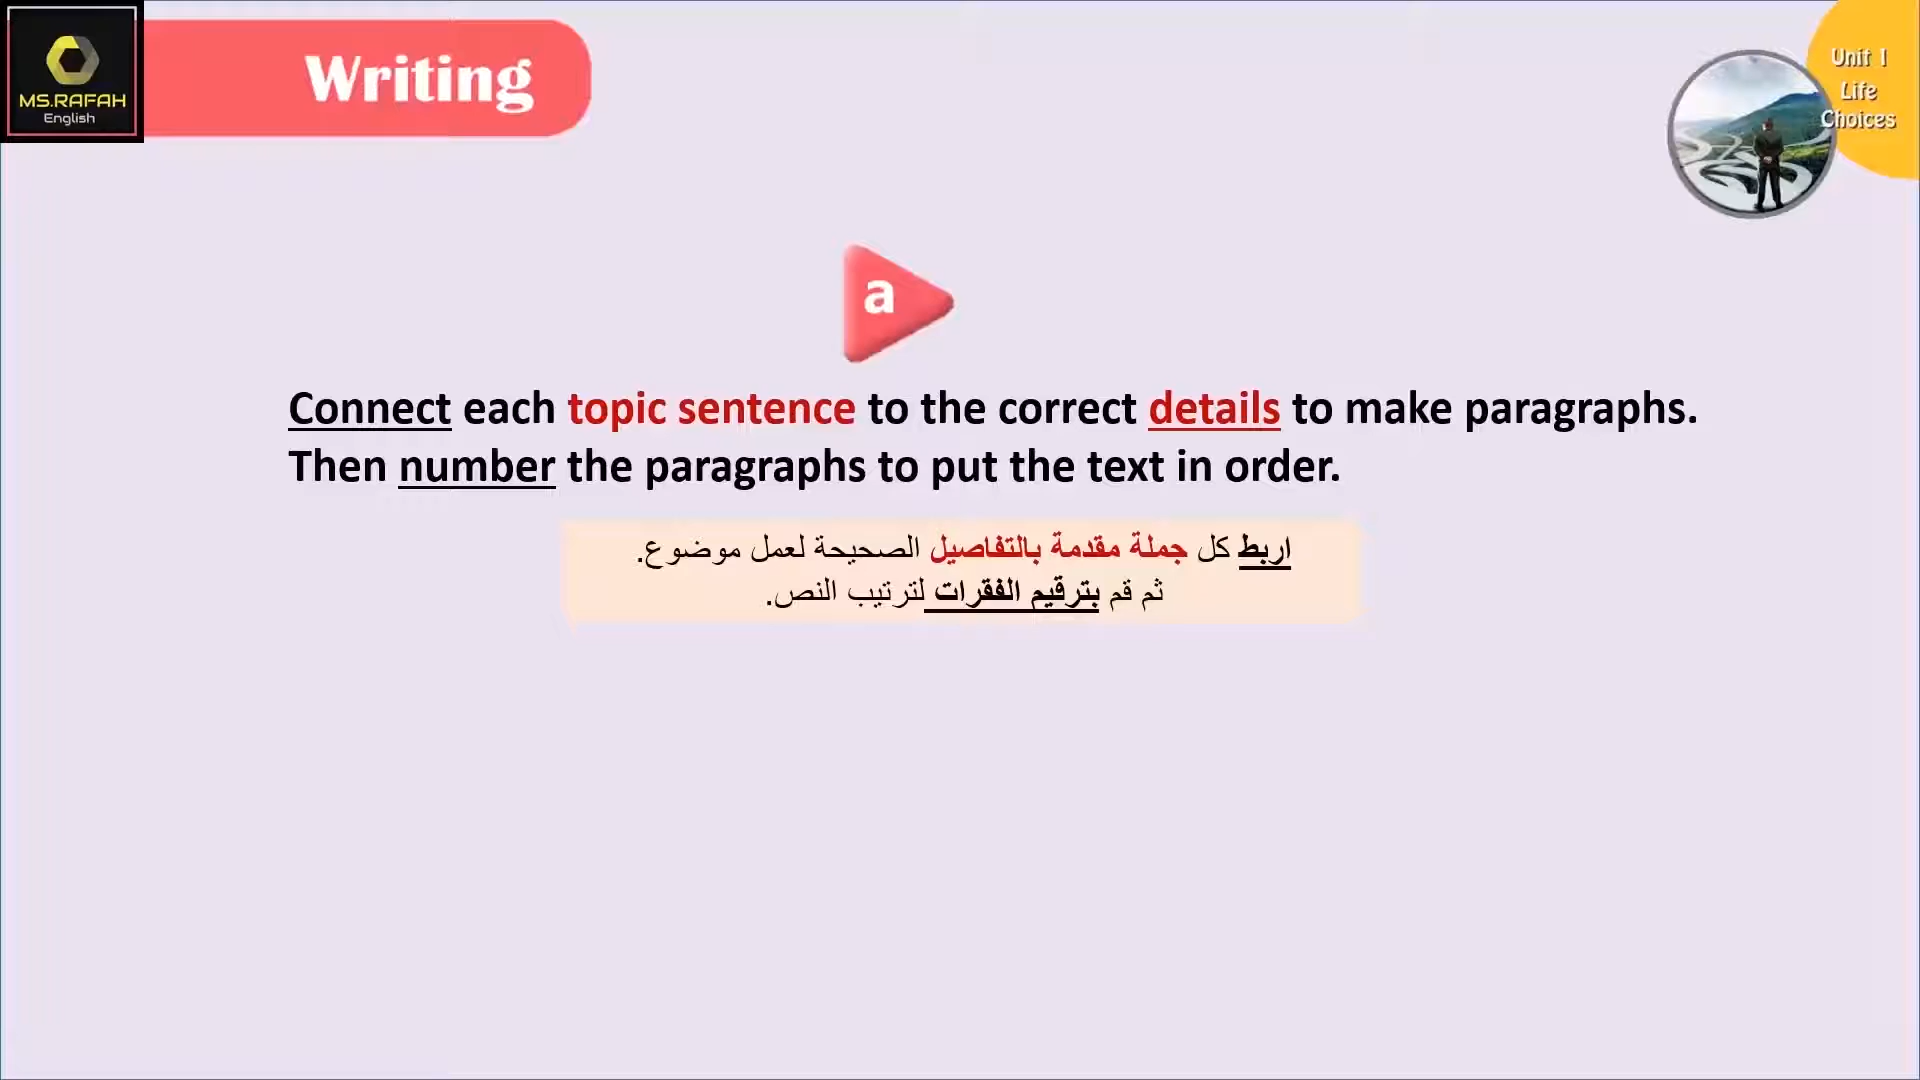 MS.RAFAH
English
Writing
Unit 1
Life
Choices
a
Connect each topic sentence to the correct details to make paragraphs.
Then number the paragraphs to put the text in order.
اربط كل جملة مقدمة بالتفاصيل الصحيحة لعمل موضوع.
ثم قم بترقيم الفقرات لترتيب النص.